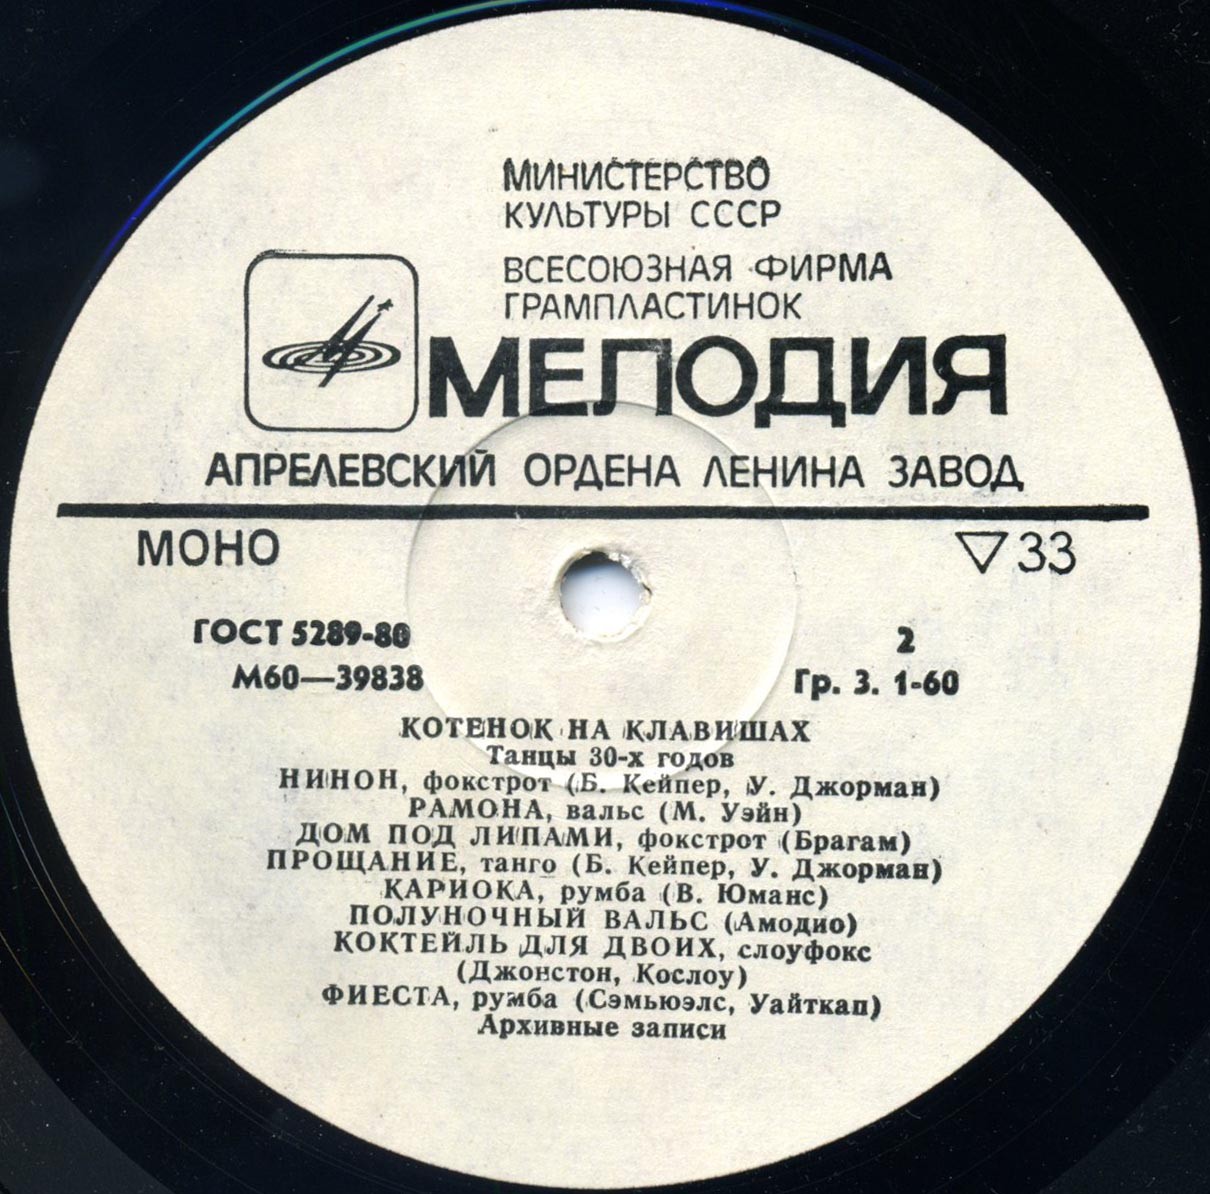 МИНИСТЕРСТВО
КУЛЬТУРЫ СССР
ВСЕСОЮЗНАЯ ФИРМА
ГРАМПЛАСТИНОК
МЕЛОДИЯ
АПРЕЛЕВСКИЙ ОРДЕНА ЛЕНИНА ЗАВОД
МОНО ▽33
ГОСТ 5289-80 2
М60—39838 Гр. 3. 1-60
КОТЕНОК НА КЛАВИШАХ
Танцы 30-х годов
НИНОН, фокстрот (Б. Кейпер, У. Джорман)
РАМОНА, вальс (М. Уэйн)
ДОМ ПОД ЛИПАМИ, фокстрот (Брагам)
ПРОЩАНИЕ, танго (Б. Кейпер, У. Джорман)
КАРИОКА, румба (В. Юманс)
ПОЛУНОЧНЫЙ ВАЛЬС (Амодио)
КОКТЕЙЛЬ ДЛЯ ДВОИХ, слоуфокс
(Джонстон, Кослоу)
ФИЕСТА, румба (Сэмьюэлс, Уайткап)
Архивные записи